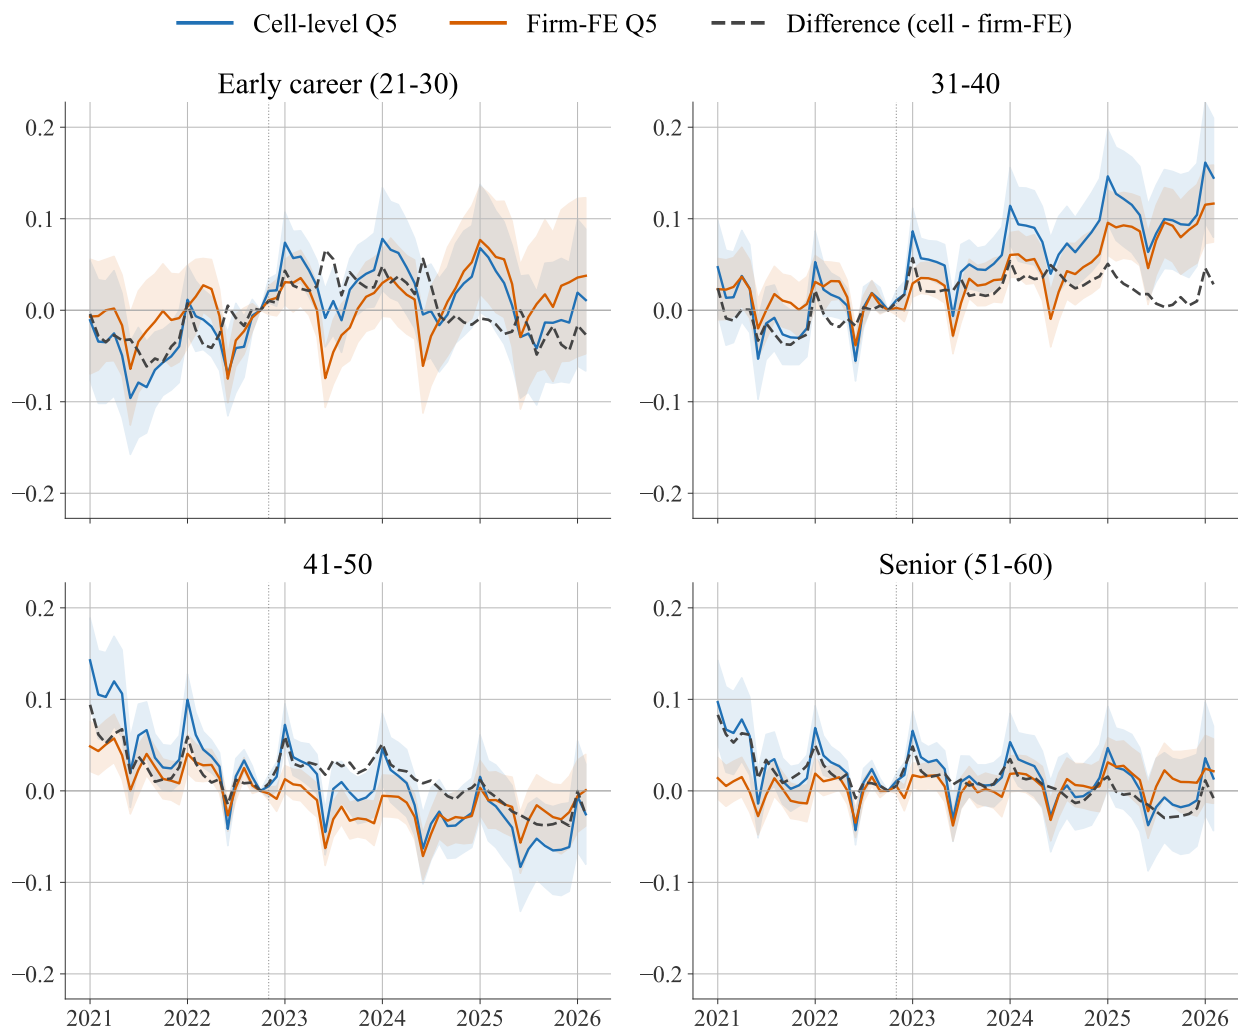 Cell-level Q5 Firm-FE Q5 Difference (cell - firm-FE)
Early career (21-30) 31-40
0.2 0.2
0.1 0.1
0.0 0.0
−0.1 −0.1
−0.2 −0.2
41-50 Senior (51-60)
0.2 0.2
0.1 0.1
0.0 0.0
−0.1 −0.1
−0.2 −0.2
2021 2022 2023 2024 2025 2026 2021 2022 2023 2024 2025 2026